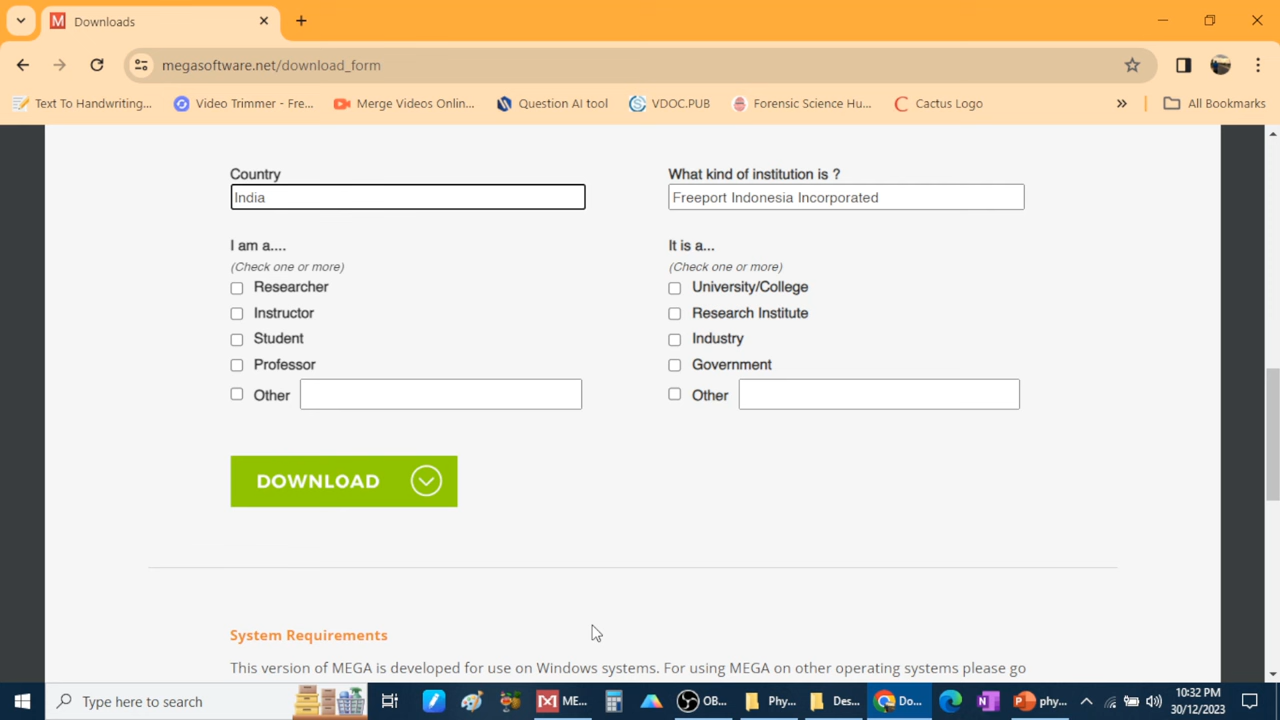 Downloads
megasoftware.net/download_form
Text To Handwriting...
Video Trimmer - Fre...
Merge Videos Onlin...
Question AI tool
VDOC.PUB
Forensic Science Hu...
Cactus Logo
All Bookmarks
Country
What kind of institution is ?
India
Freeport Indonesia Incorporated
I am a....
It is a...
(Check one or more)
(Check one or more)
Researcher
University/College
Instructor
Research Institute
Student
Industry
Professor
Government
Other
Other
DOWNLOAD
System Requirements
This version of MEGA is developed for use on Windows systems. For using MEGA on other operating systems please go
Type here to search
ME...
OB...
Phy...
Des...
Do...
phy...
10:32 PM
30/12/2023